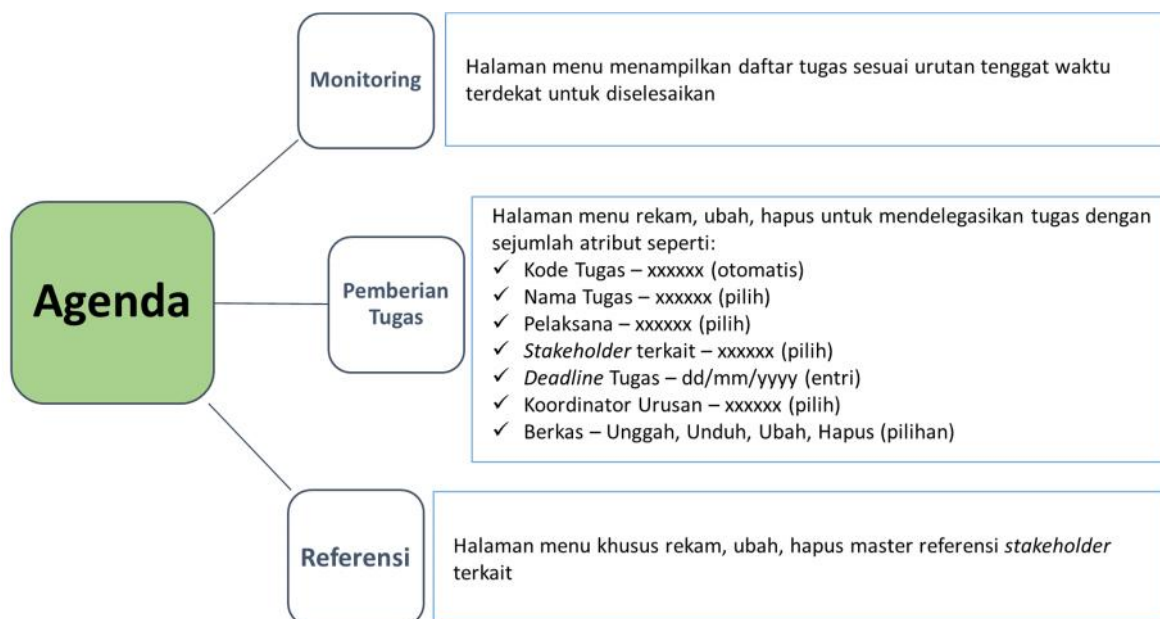 Monitoring
Halaman menu menampilkan daftar tugas sesuai urutan tenggat waktu
terdekat untuk diselesaikan
Agenda
Pemberian
Tugas
Halaman menu rekam, ubah, hapus untuk mendelegasikan tugas dengan
sejumlah atribut seperti:
✓ Kode Tugas – xxxxxx (otomatis)
✓ Nama Tugas – xxxxxx (pilih)
✓ Pelaksana – xxxxxx (pilih)
✓ Stakeholder terkait – xxxxxx (pilih)
✓ Deadline Tugas – dd/mm/yyyy (entri)
✓ Koordinator Urusan – xxxxxx (pilih)
✓ Berkas – Unggah, Unduh, Ubah, Hapus (pilihan)
Referensi
Halaman menu khusus rekam, ubah, hapus master referensi stakeholder
terkait